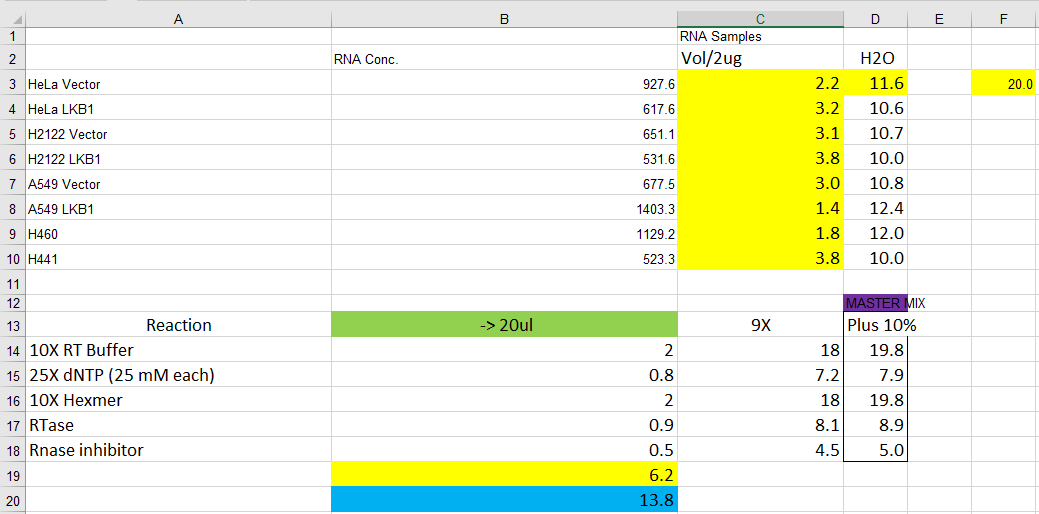 A B C D E F
1 RNA Samples
2 RNA Conc. Vol/2ug H2O
3 HeLa Vector 927.6 2.2 11.6 20.0
4 HeLa LKB1 617.6 3.2 10.6
5 H2122 Vector 651.1 3.1 10.7
6 H2122 LKB1 531.6 3.8 10.0
7 A549 Vector 677.5 3.0 10.8
8 A549 LKB1 1403.3 1.4 12.4
9 H460 1129.2 1.8 12.0
10 H441 523.3 3.8 10.0
11
12 MASTER MIX
13 Reaction -> 20ul 9X Plus 10%
14 10X RT Buffer 2 18 19.8
15 25X dNTP (25 mM each) 0.8 7.2 7.9
16 10X Hexmer 2 18 19.8
17 RTase 0.9 8.1 8.9
18 Rnase inhibitor 0.5 4.5 5.0
19 6.2
20 13.8